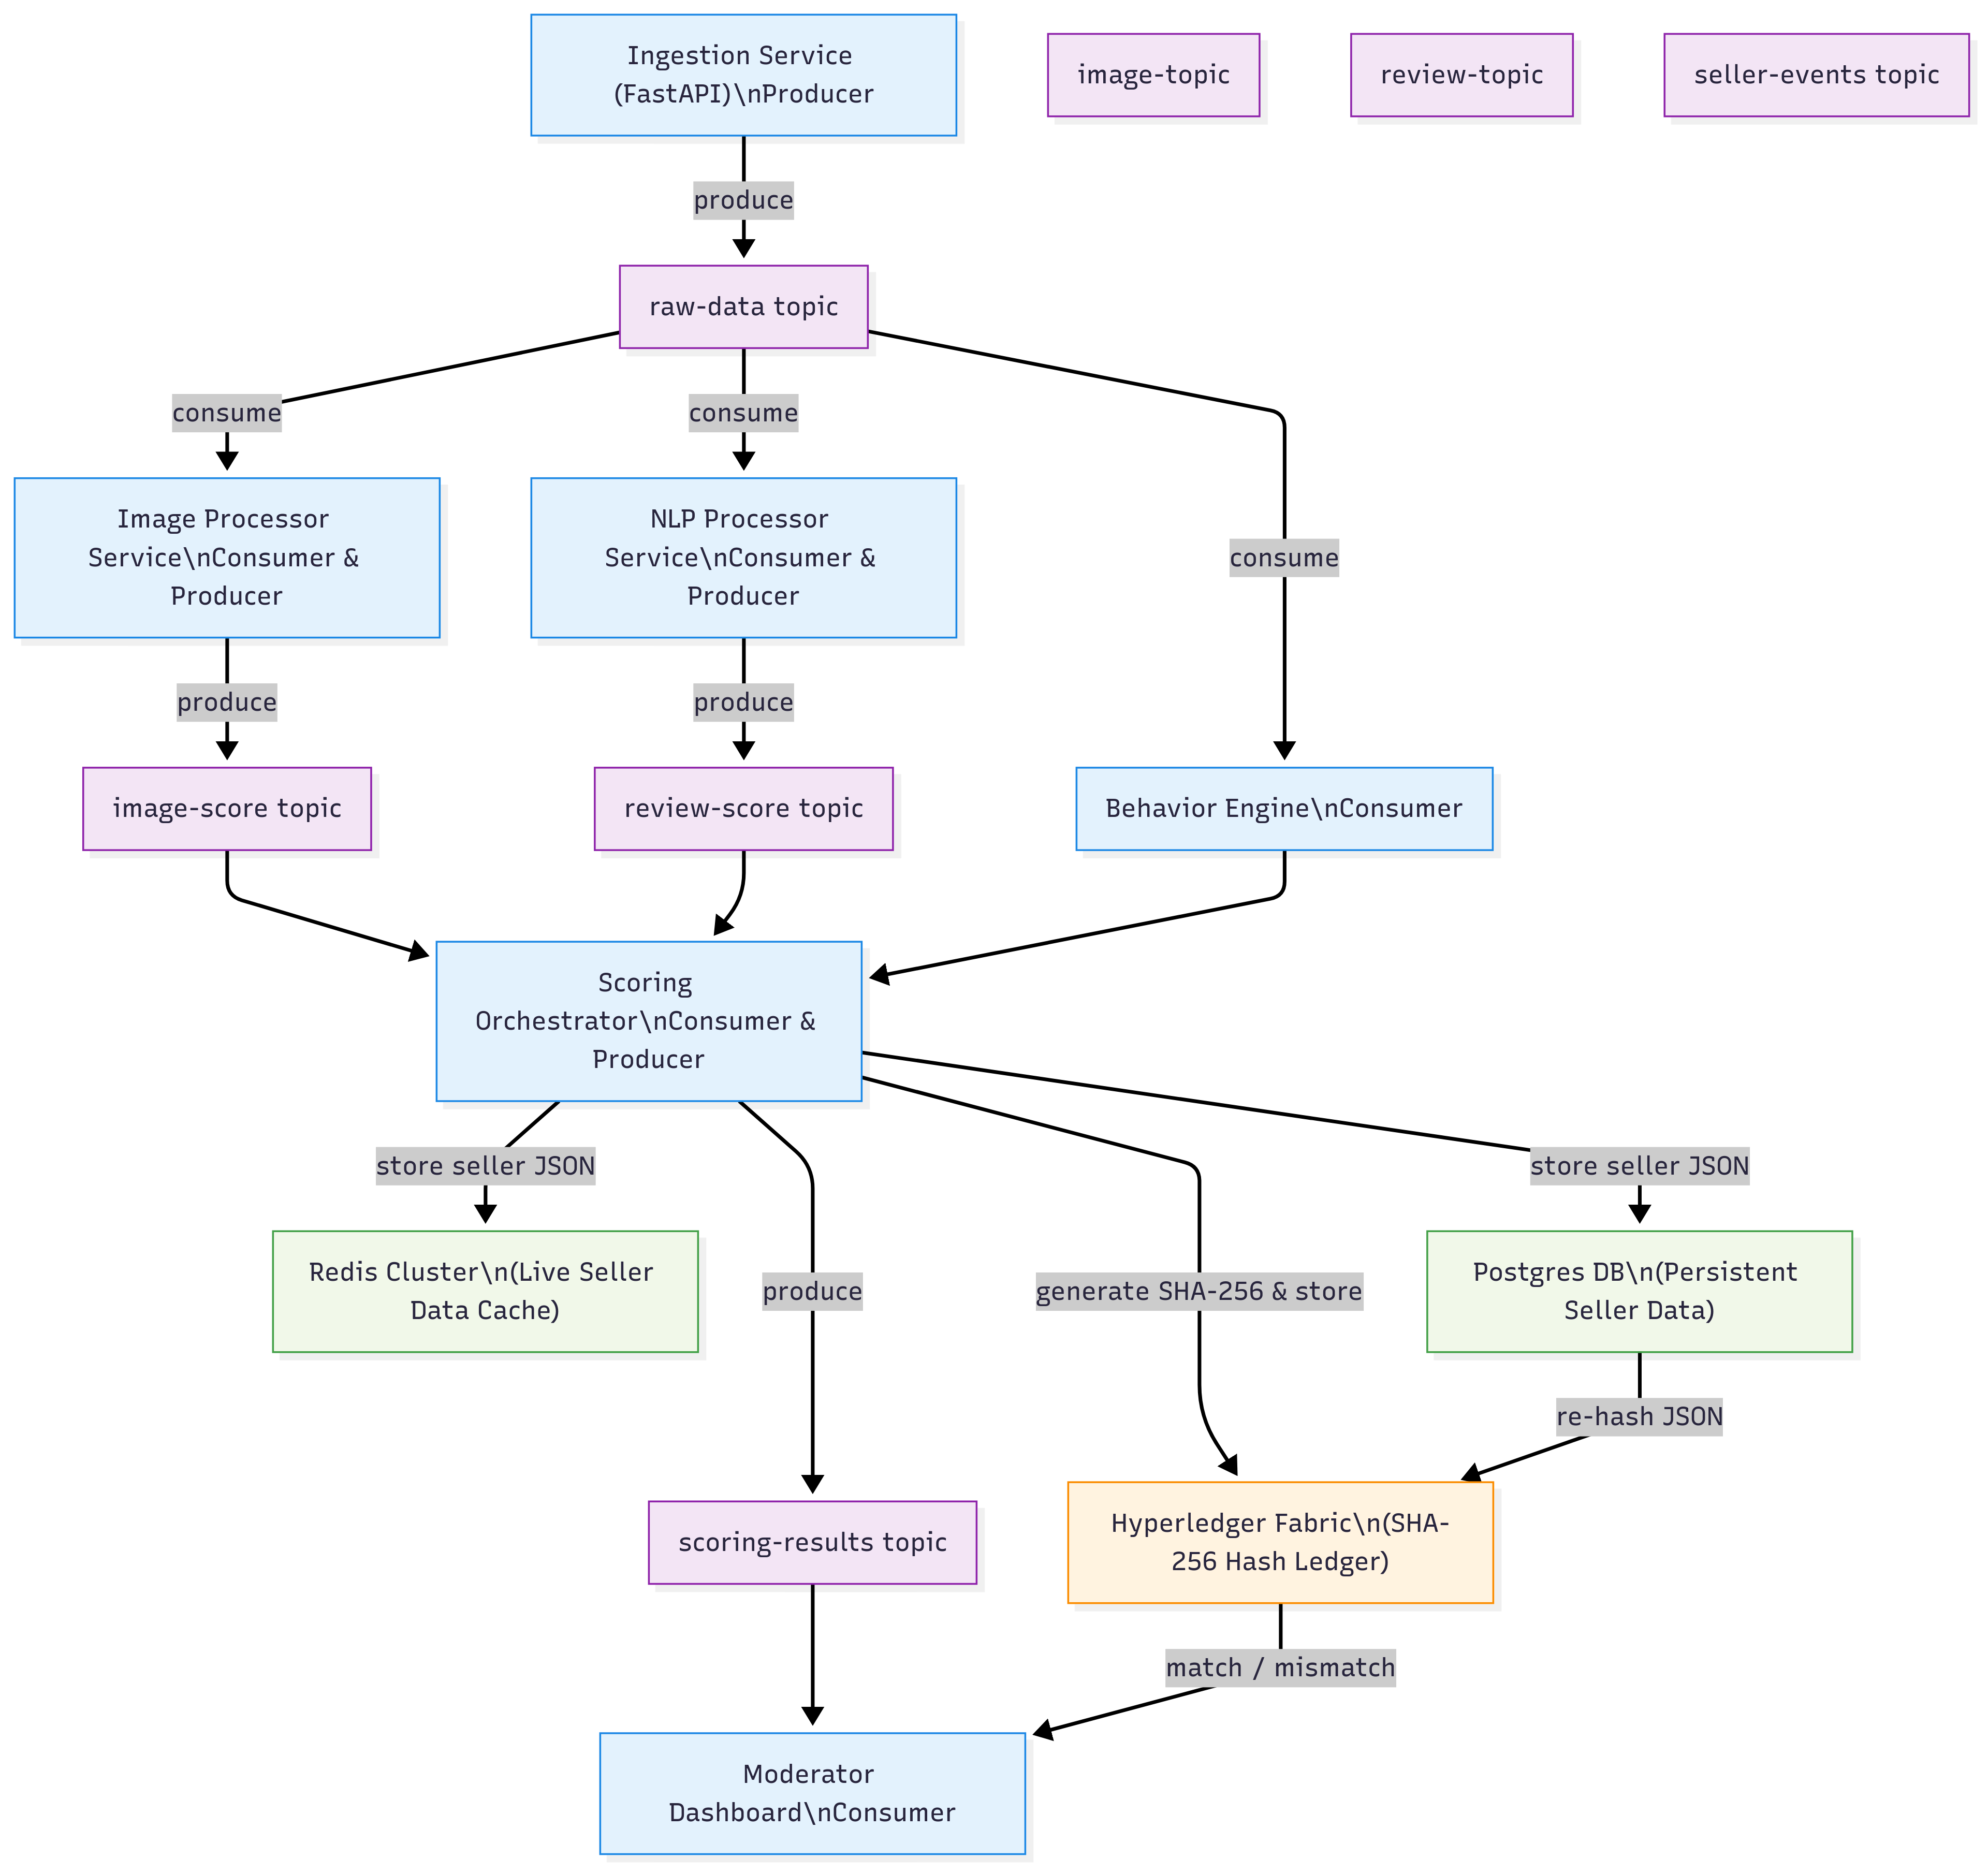 Ingestion Service
(FastAPI)\nProducer
image-topic
review-topic
seller-events topic
produce
raw-data topic
consume
consume
consume
Image Processor
Service\nConsumer &
Producer
NLP Processor
Service\nConsumer &
Producer
produce
produce
image-score topic
review-score topic
Behavior Engine\nConsumer
Scoring
Orchestrator\nConsumer &
Producer
store seller JSON
store seller JSON
Redis Cluster\n(Live Seller
Data Cache)
produce
generate SHA-256 & store
Postgres DB\n(Persistent
Seller Data)
re-hash JSON
scoring-results topic
Hyperledger Fabric\n(SHA-
256 Hash Ledger)
match / mismatch
Moderator
Dashboard\nConsumer